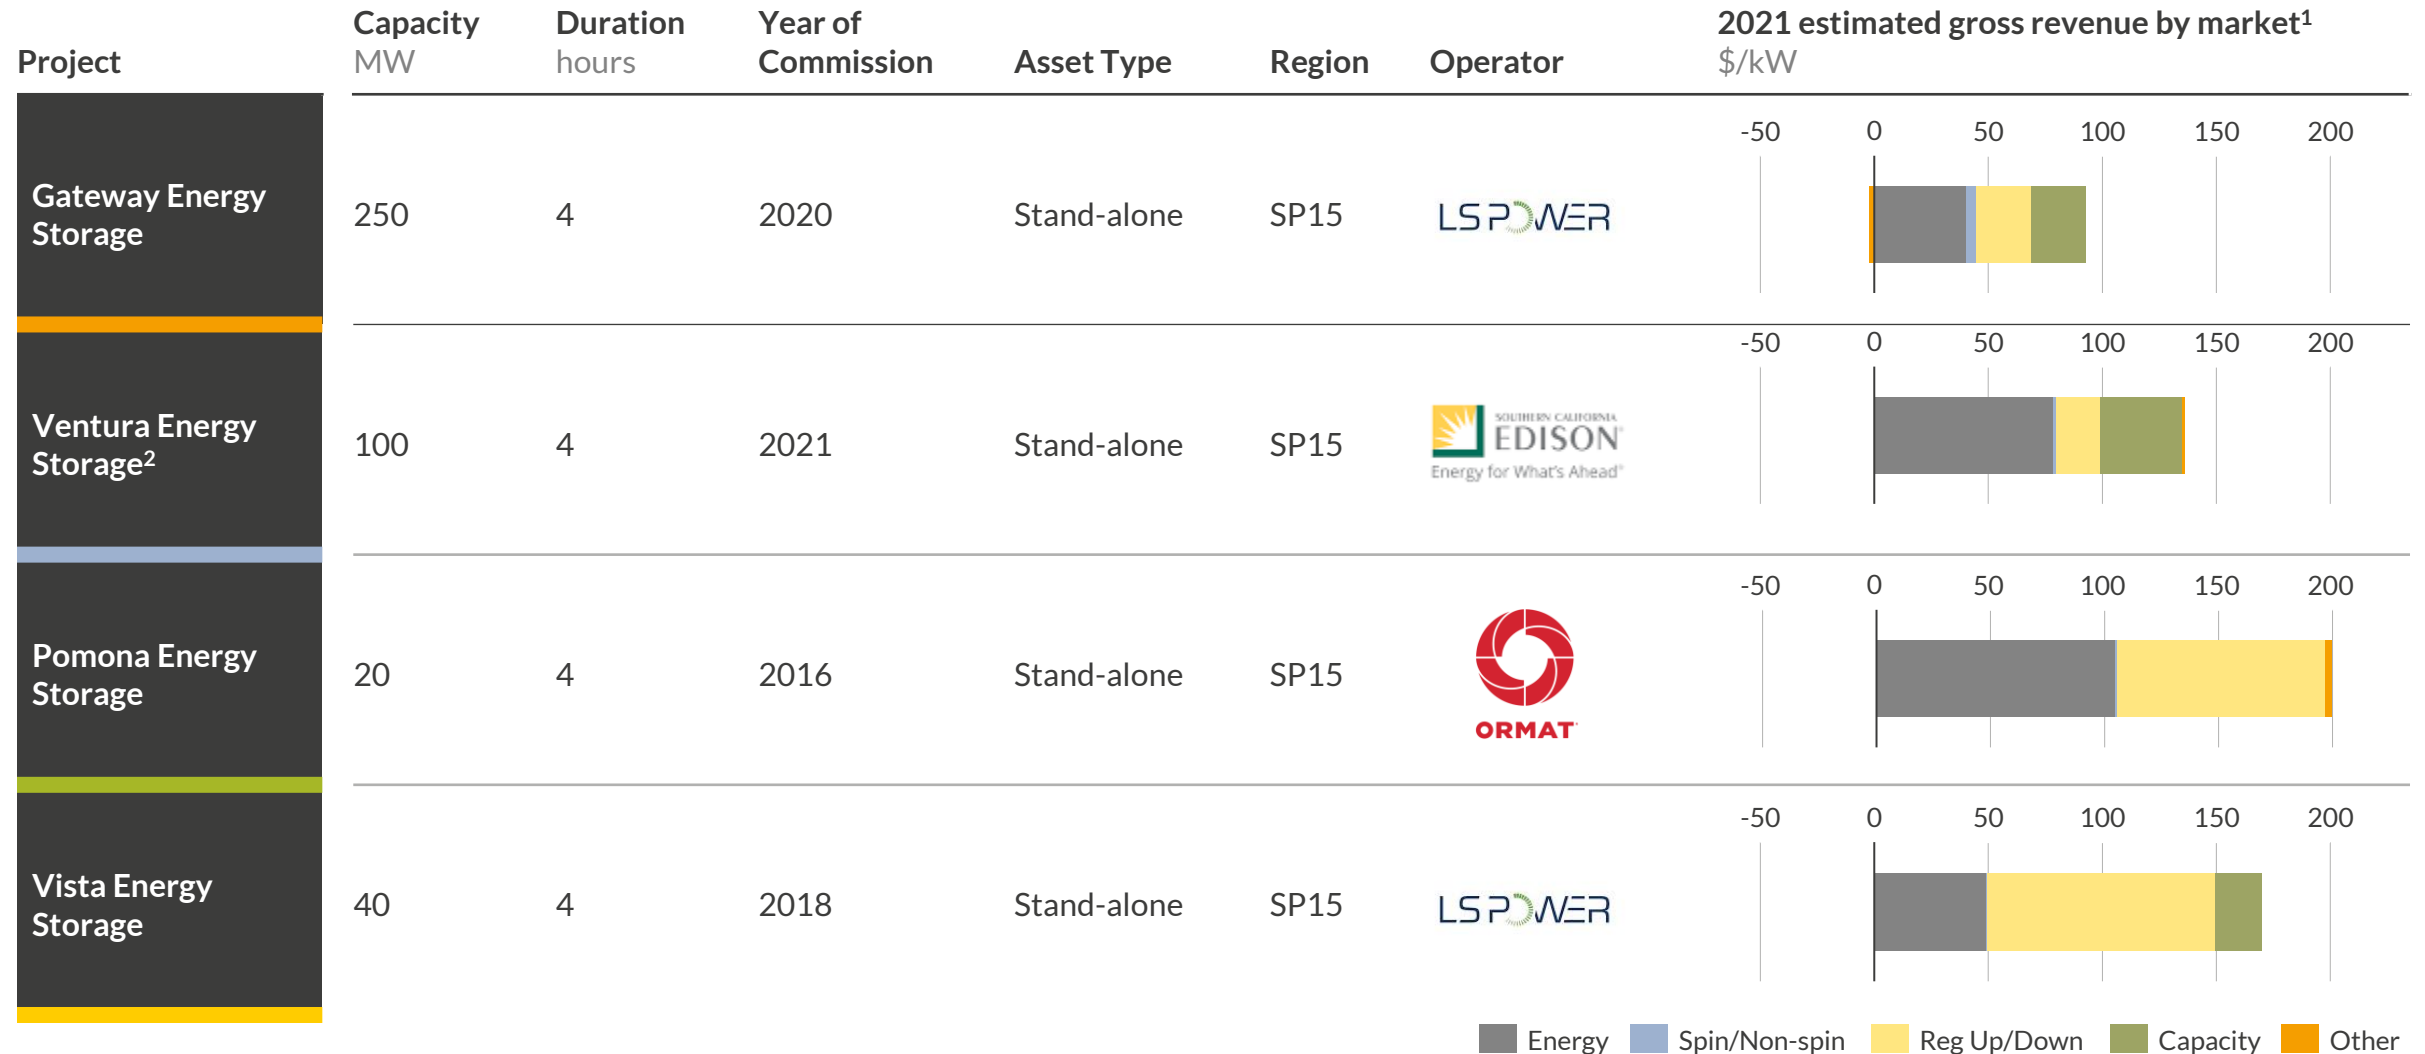 Project
Capacity
MW
Duration
hours
Year of
Commission
Asset Type
Region
Operator
2021 estimated gross revenue by market¹
$/kW
Gateway Energy
Storage
250
4
2020
Stand-alone
SP15
LS POWER
-50 0 50 100 150 200
Ventura Energy
Storage²
100
4
2021
Stand-alone
SP15
SOUTHERN CALIFORNIA
EDISON®
Energy for What's Ahead®
-50 0 50 100 150 200
Pomona Energy
Storage
20
4
2016
Stand-alone
SP15
ORMAT
-50 0 50 100 150 200
Vista Energy
Storage
40
4
2018
Stand-alone
SP15
LS POWER
-50 0 50 100 150 200
Energy Spin/Non-spin Reg Up/Down Capacity Other